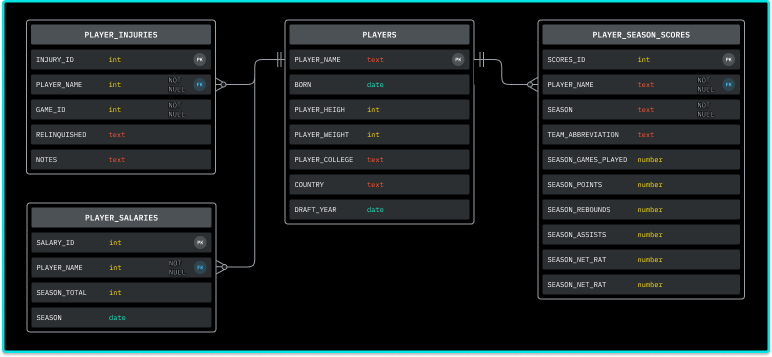 PLAYER_INJURIES
INJURY_ID int PK
PLAYER_NAME int NOT NULL FK
GAME_ID int NOT NULL
RELINQUISHED text
NOTES text
PLAYER_SALARIES
SALARY_ID int PK
PLAYER_NAME int NOT NULL FK
SEASON_TOTAL int
SEASON date
PLAYERS
PLAYER_NAME text PK
BORN date
PLAYER_HEIGH int
PLAYER_WEIGHT int
PLAYER_COLLEGE text
COUNTRY text
DRAFT_YEAR date
PLAYER_SEASON_SCORES
SCORES_ID int PK
PLAYER_NAME text NOT NULL FK
SEASON text NOT NULL
TEAM_ABBREVIATION text
SEASON_GAMES_PLAYED number
SEASON_POINTS number
SEASON_REBOUNDS number
SEASON_ASSISTS number
SEASON_NET_RAT number
SEASON_NET_RAT number